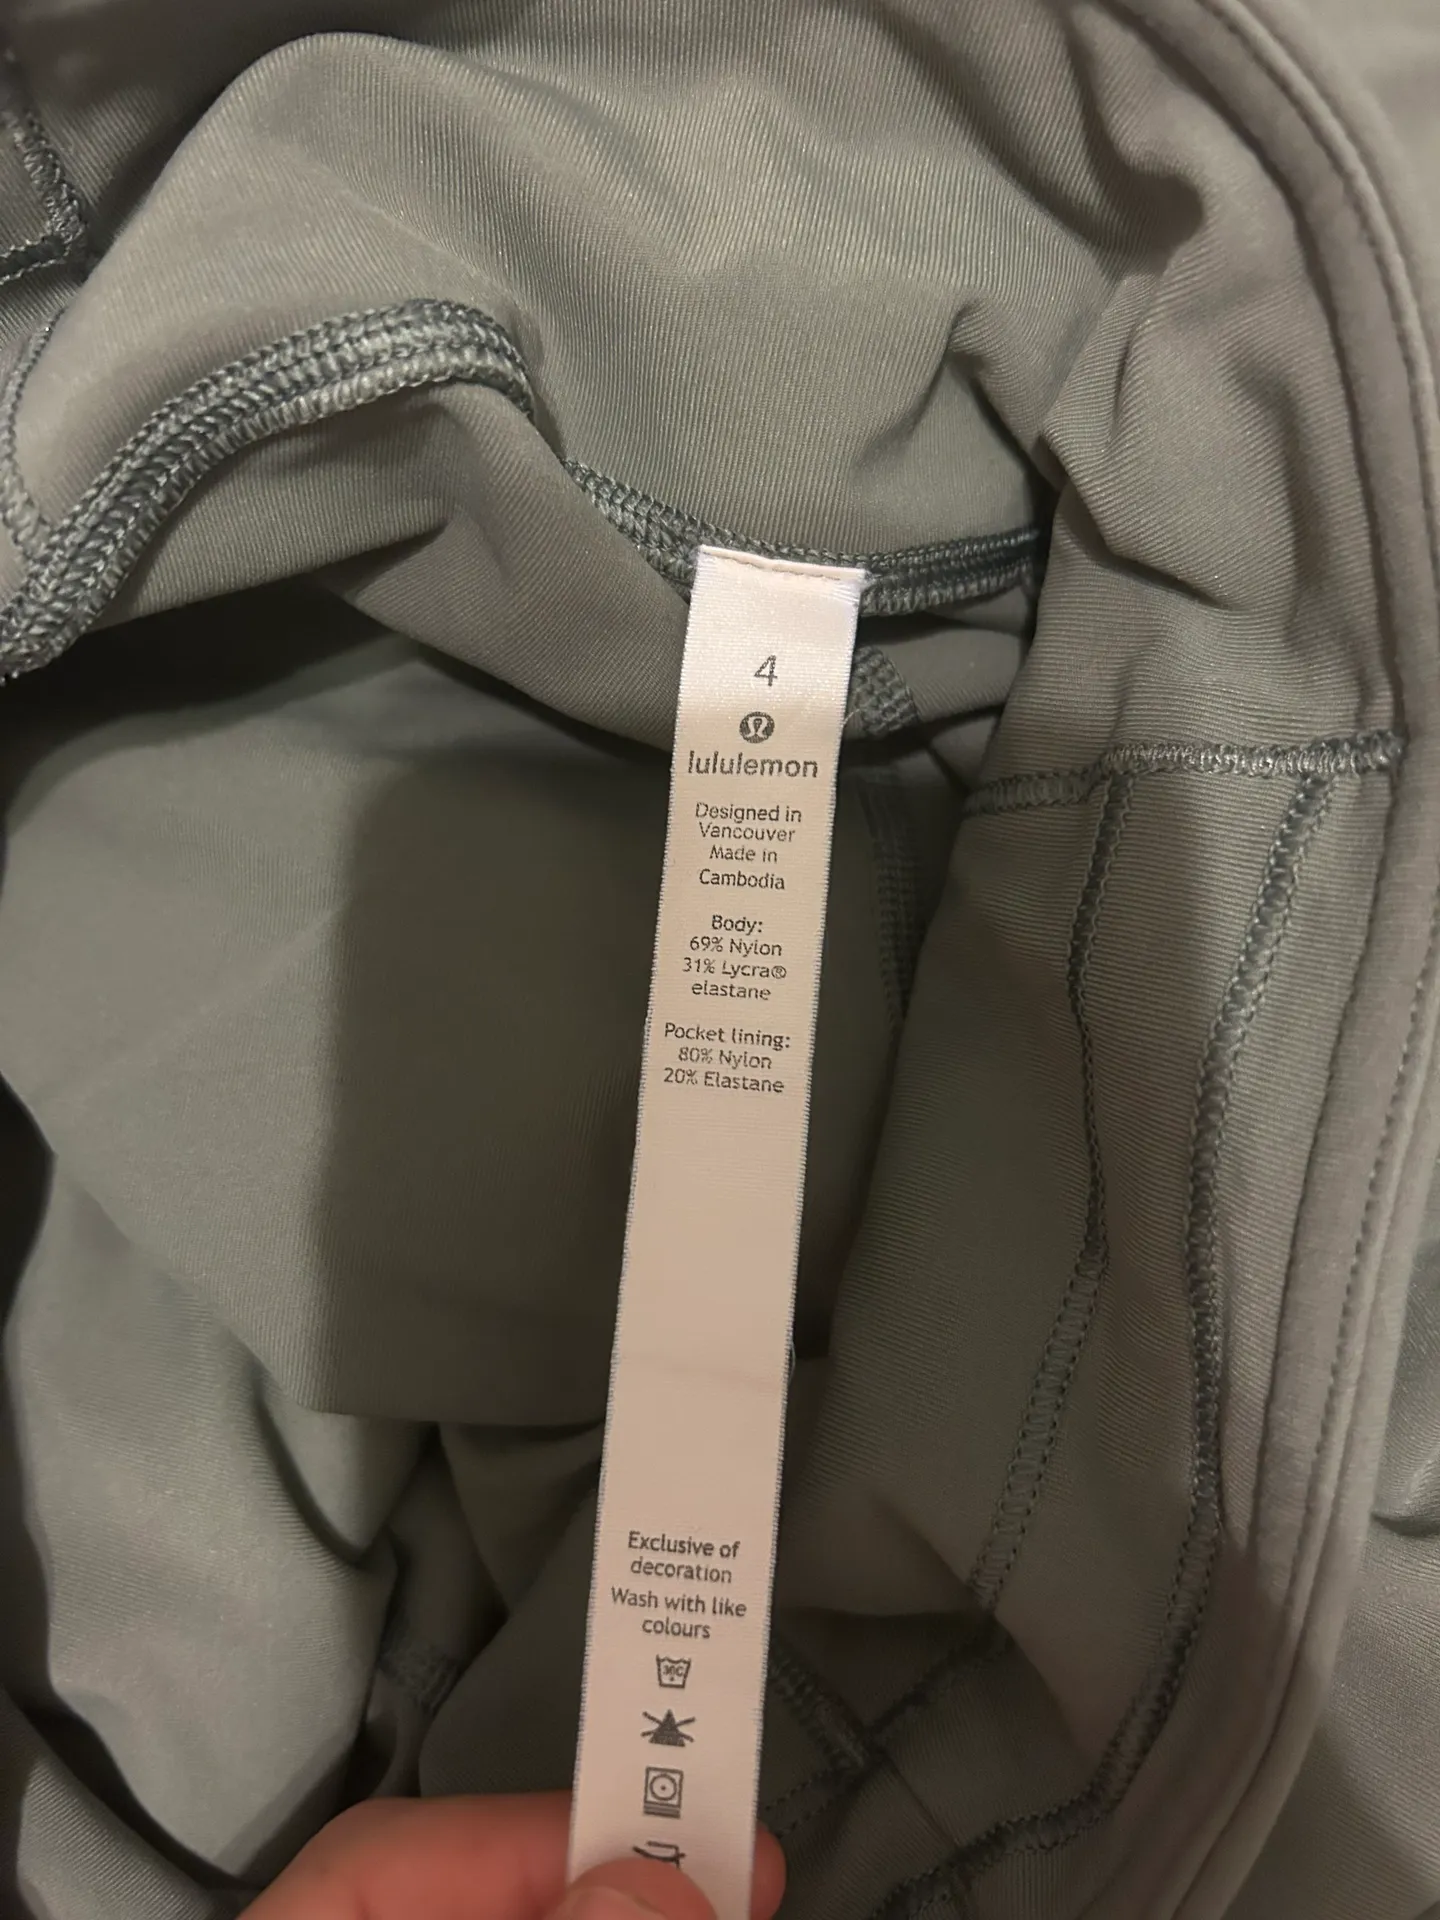 4
lululemon
Designed in
Vancouver
Made in
Cambodia
Body:
69% Nylon
31% Lycra®
elastane
Pocket lining:
80% Nylon
20% Elastane
Exclusive of
decoration
Wash with like
colours
30C